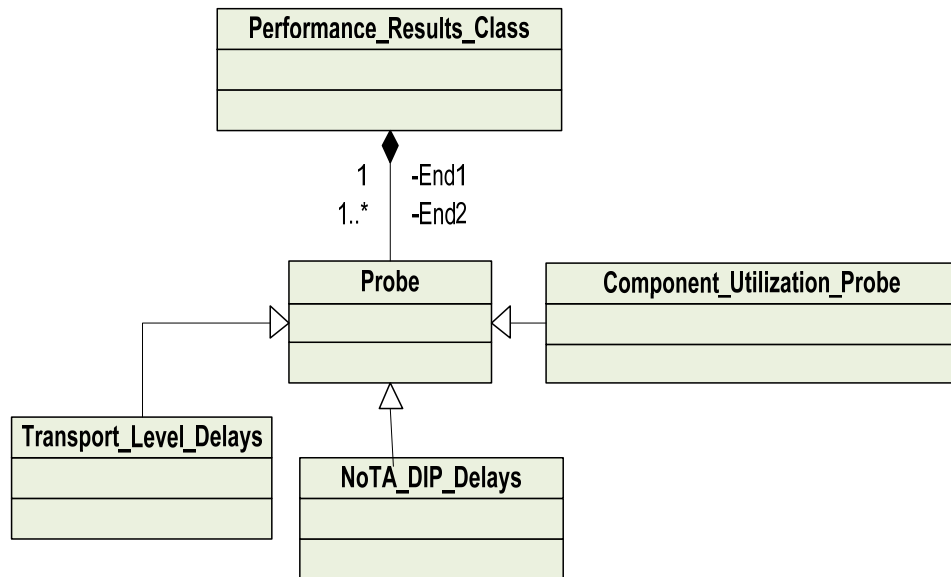 Performance_Results_Class
1 -End1
1..* -End2
Probe
Component_Utilization_Probe
Transport_Level_Delays
NoTA_DIP_Delays